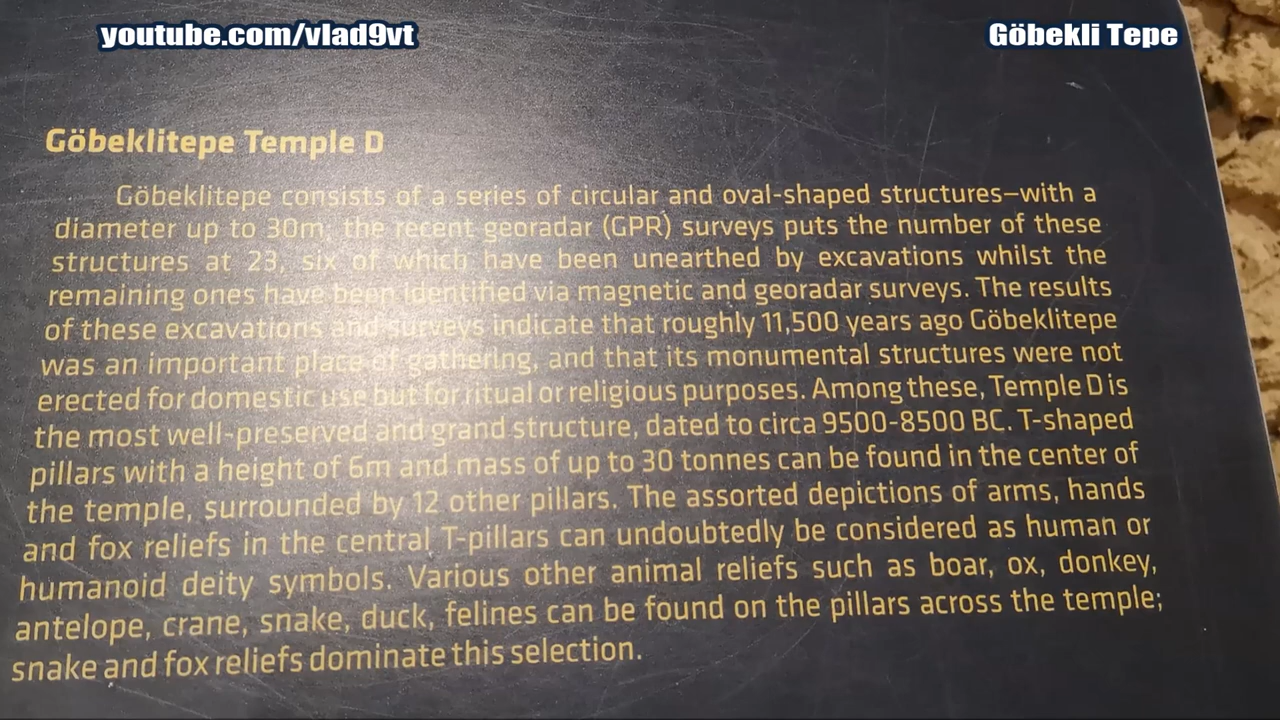 youtube.com/vlad9vt
Göbekli Tepe
Göbeklitepe Temple D
Göbeklitepe consists of a series of circular and oval-shaped structures–with a
diameter up to 30m; the recent georadar (GPR) surveys puts the number of these
structures at 23, six of which have been unearthed by excavations whilst the
remaining ones have been identified via magnetic and georadar surveys. The results
of these excavations and surveys indicate that roughly 11,500 years ago Göbeklitepe
was an important place of gathering, and that its monumental structures were not
erected for domestic use but for ritual or religious purposes. Among these, Temple D is
the most well-preserved and grand structure, dated to circa 9500-8500 BC. T-shaped
pillars with a height of 6m and mass of up to 30 tonnes can be found in the center of
the temple, surrounded by 12 other pillars. The assorted depictions of arms, hands
and fox reliefs in the central T-pillars can undoubtedly be considered as human or
humanoid deity symbols. Various other animal reliefs such as boar, ox, donkey,
antelope, crane, snake, duck, felines can be found on the pillars across the temple;
snake and fox reliefs dominate this selection.